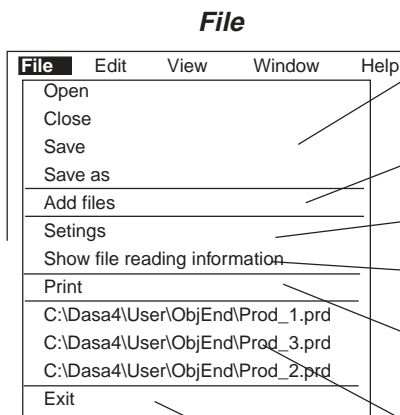 File
File Edit View Window Help
Open
Close
Save
Save as
Add files
Setings
Show file reading information
Print
C:\Dasa4\User\ObjEnd\Prod_1.prd
C:\Dasa4\User\ObjEnd\Prod_3.prd
C:\Dasa4\User\ObjEnd\Prod_2.prd
Exit